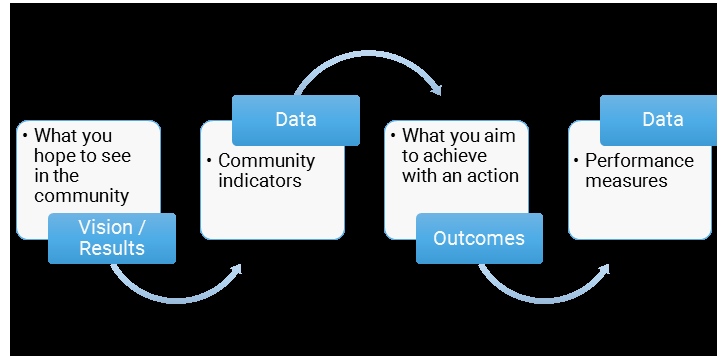 • What you
hope to see
in the
community
Vision /
Results
Data
• Community
indicators
• What you aim
to achieve
with an action
Outcomes
Data
• Performance
measures